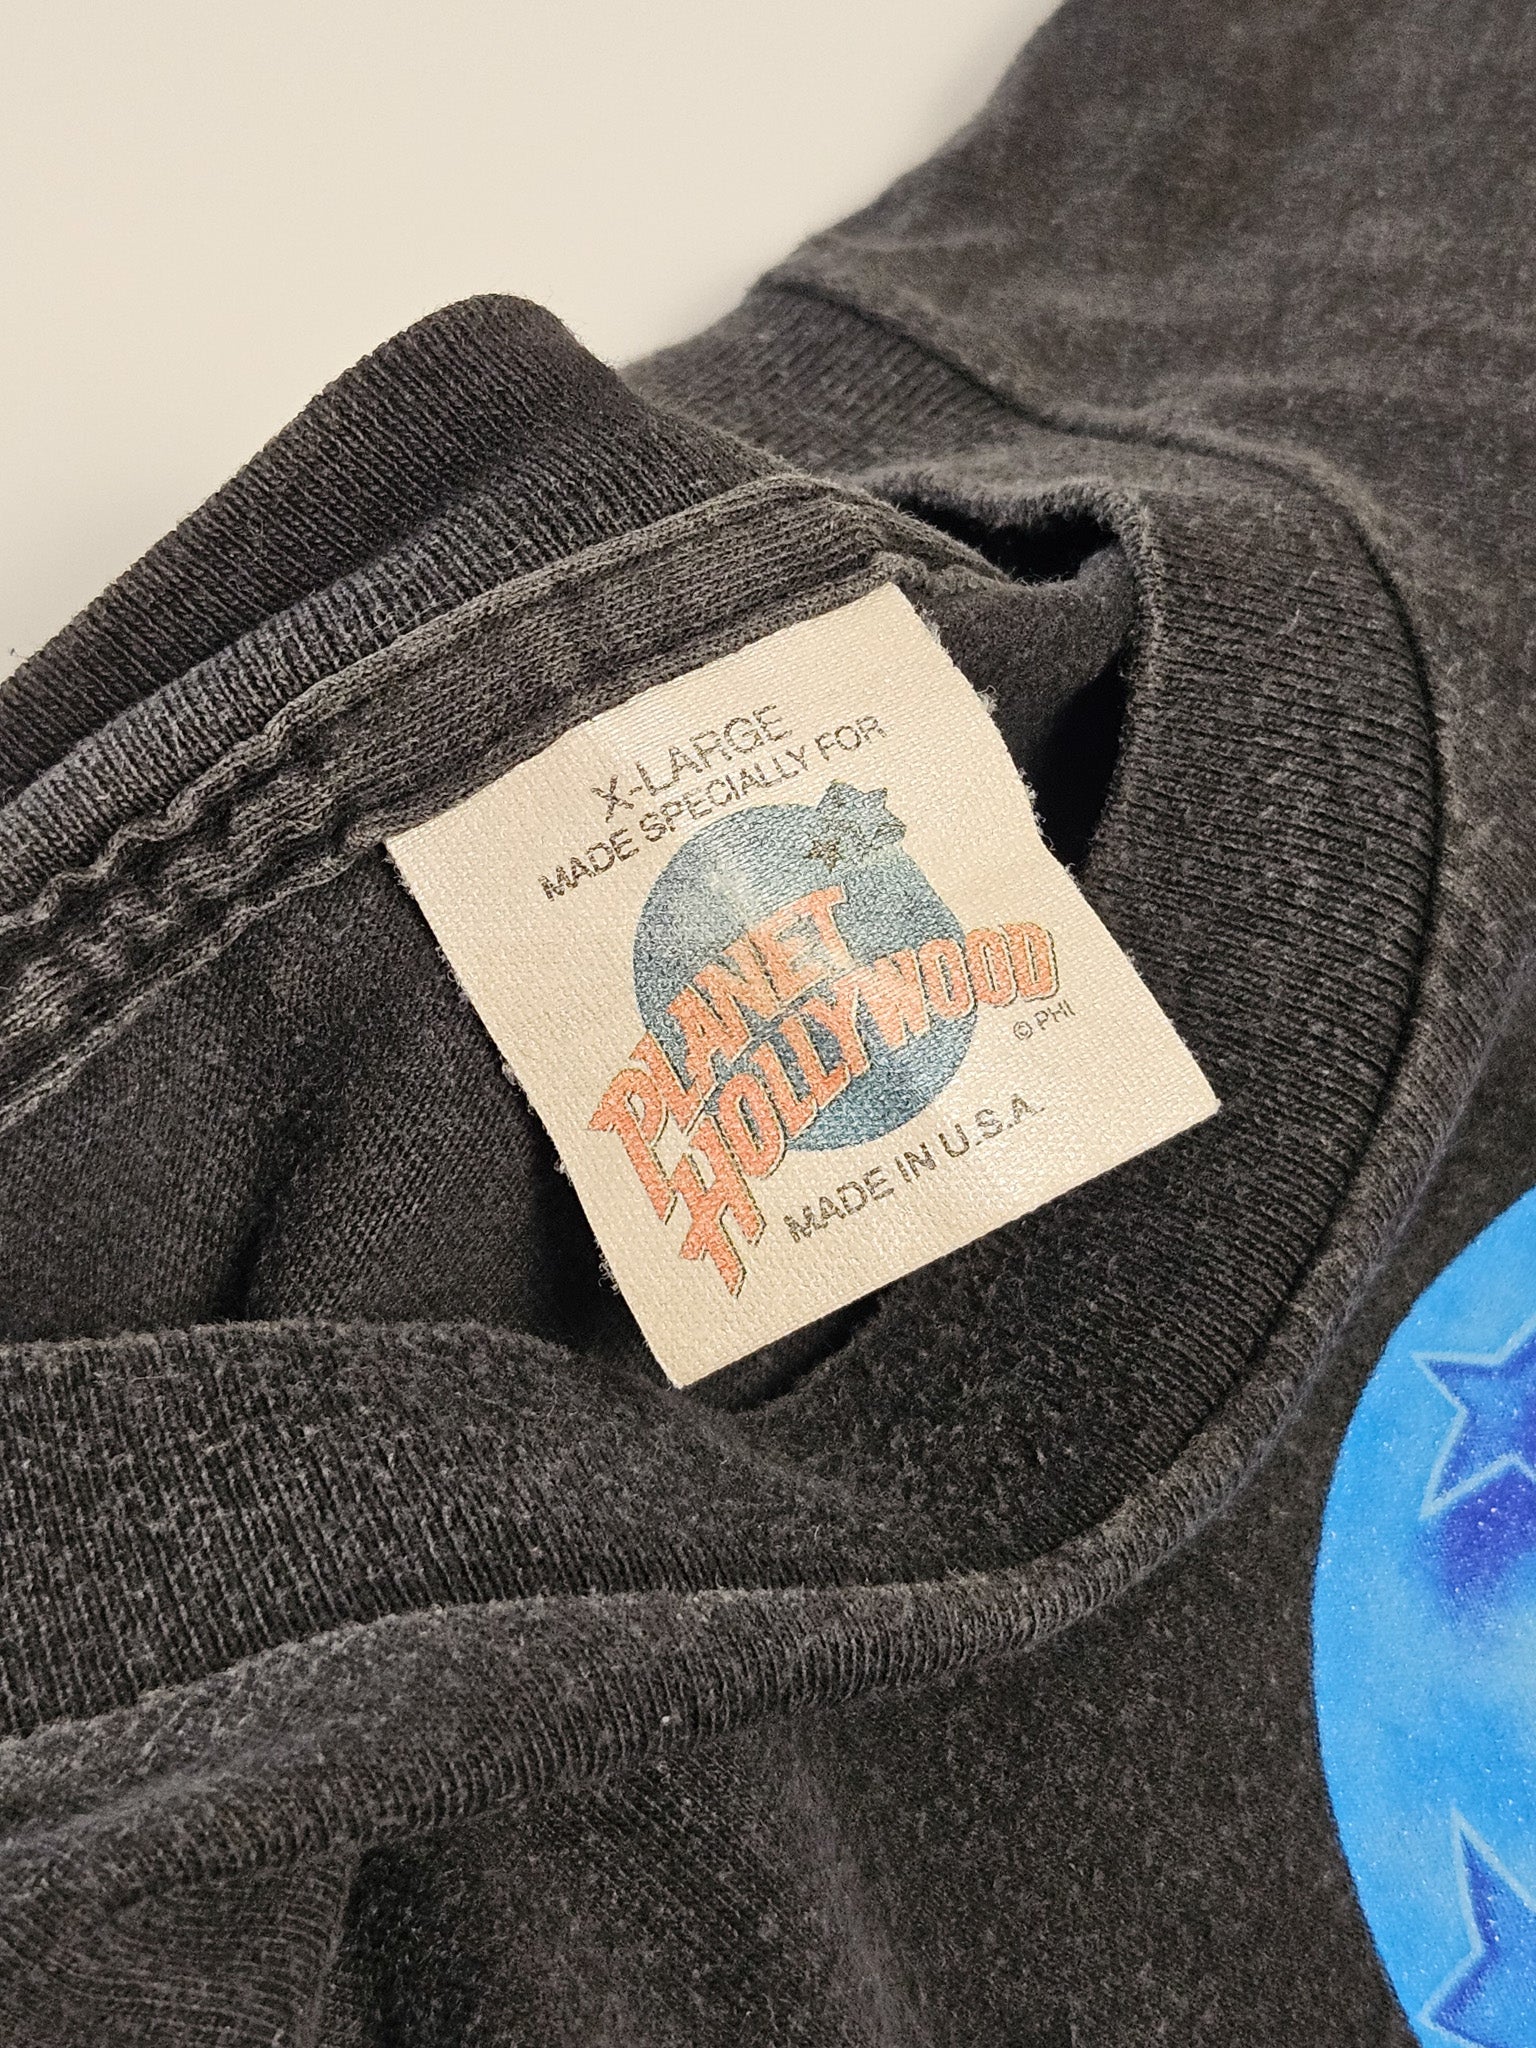 X-LARGE
MADE SPECIALLY FOR
PLANET
HOLLYWOOD
© PHI
MADE IN U.S.A.